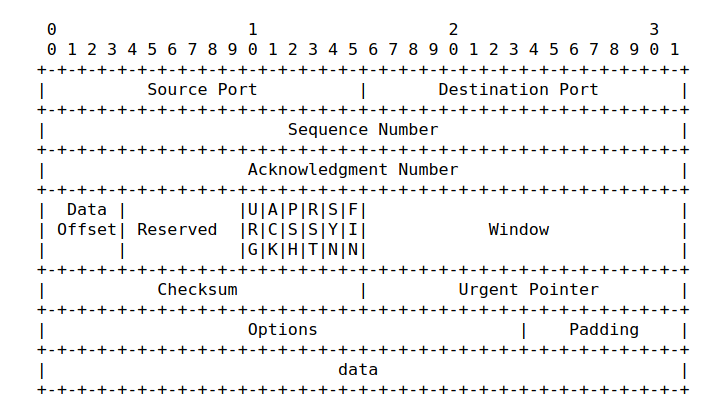 0                   1                   2                   3
 0 1 2 3 4 5 6 7 8 9 0 1 2 3 4 5 6 7 8 9 0 1 2 3 4 5 6 7 8 9 0 1
+-+-+-+-+-+-+-+-+-+-+-+-+-+-+-+-+-+-+-+-+-+-+-+-+-+-+-+-+-+-+-+-+
|          Source Port          |       Destination Port        |
+-+-+-+-+-+-+-+-+-+-+-+-+-+-+-+-+-+-+-+-+-+-+-+-+-+-+-+-+-+-+-+-+
|                        Sequence Number                        |
+-+-+-+-+-+-+-+-+-+-+-+-+-+-+-+-+-+-+-+-+-+-+-+-+-+-+-+-+-+-+-+-+
|                    Acknowledgment Number                      |
+-+-+-+-+-+-+-+-+-+-+-+-+-+-+-+-+-+-+-+-+-+-+-+-+-+-+-+-+-+-+-+-+
|  Data |           |U|A|P|R|S|F|                               |
| Offset| Reserved  |R|C|S|S|Y|I|            Window             |
|       |           |G|K|H|T|N|N|                               |
+-+-+-+-+-+-+-+-+-+-+-+-+-+-+-+-+-+-+-+-+-+-+-+-+-+-+-+-+-+-+-+-+
|           Checksum            |         Urgent Pointer        |
+-+-+-+-+-+-+-+-+-+-+-+-+-+-+-+-+-+-+-+-+-+-+-+-+-+-+-+-+-+-+-+-+
|                    Options                    |    Padding    |
+-+-+-+-+-+-+-+-+-+-+-+-+-+-+-+-+-+-+-+-+-+-+-+-+-+-+-+-+-+-+-+-+
|                             data                              |
+-+-+-+-+-+-+-+-+-+-+-+-+-+-+-+-+-+-+-+-+-+-+-+-+-+-+-+-+-+-+-+-+